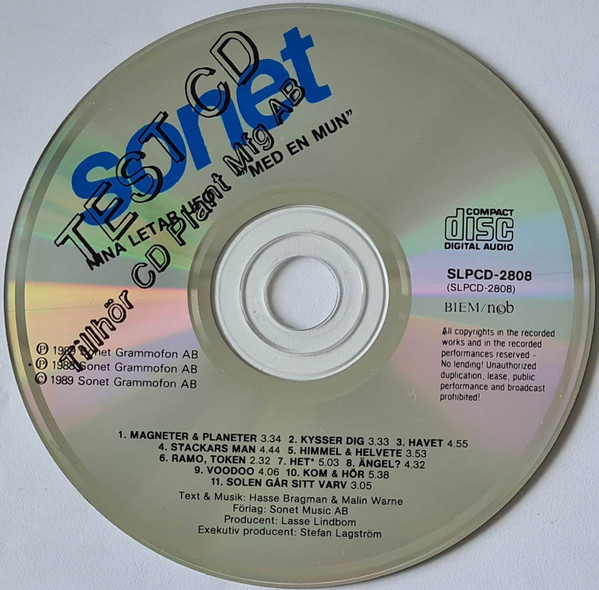 sonet
TEST CD
NINA LETAR
"MED EN MUN"
Tillhör CD Plant Mfg AB
COMPACT
disc
DIGITAL AUDIO
SLPCD-2808
(SLPCD-2808)
BIEM/ncb
All copyrights in the recorded
works and in the recorded
performances reserved -
No lending! Unauthorized
duplication, lease, public
performance and broadcast
prohibited!
Ⓟ Sonet Grammofon AB
Ⓟ 1988 Sonet Grammofon AB
© 1989 Sonet Grammofon AB
1. MAGNETER & PLANETER 3.34 2. KYSSER DIG 3.33 3. HAVET 4.55
4. STACKARS MAN 4.44 5. HIMMEL & HELVETE 3.53
6. RAMO, TOKEN 2.32 7. HET* 5.03 8. ÄNGEL? 4.32
9. VOODOO 4.06 10. KOM & HÖR 5.38
11. SOLEN GÅR SITT VARV 3.05
Text & Musik: Hasse Bragman & Malin Warne
Förlag: Sonet Music AB
Producent: Lasse Lindbom
Exekutiv producent: Stefan Lagström